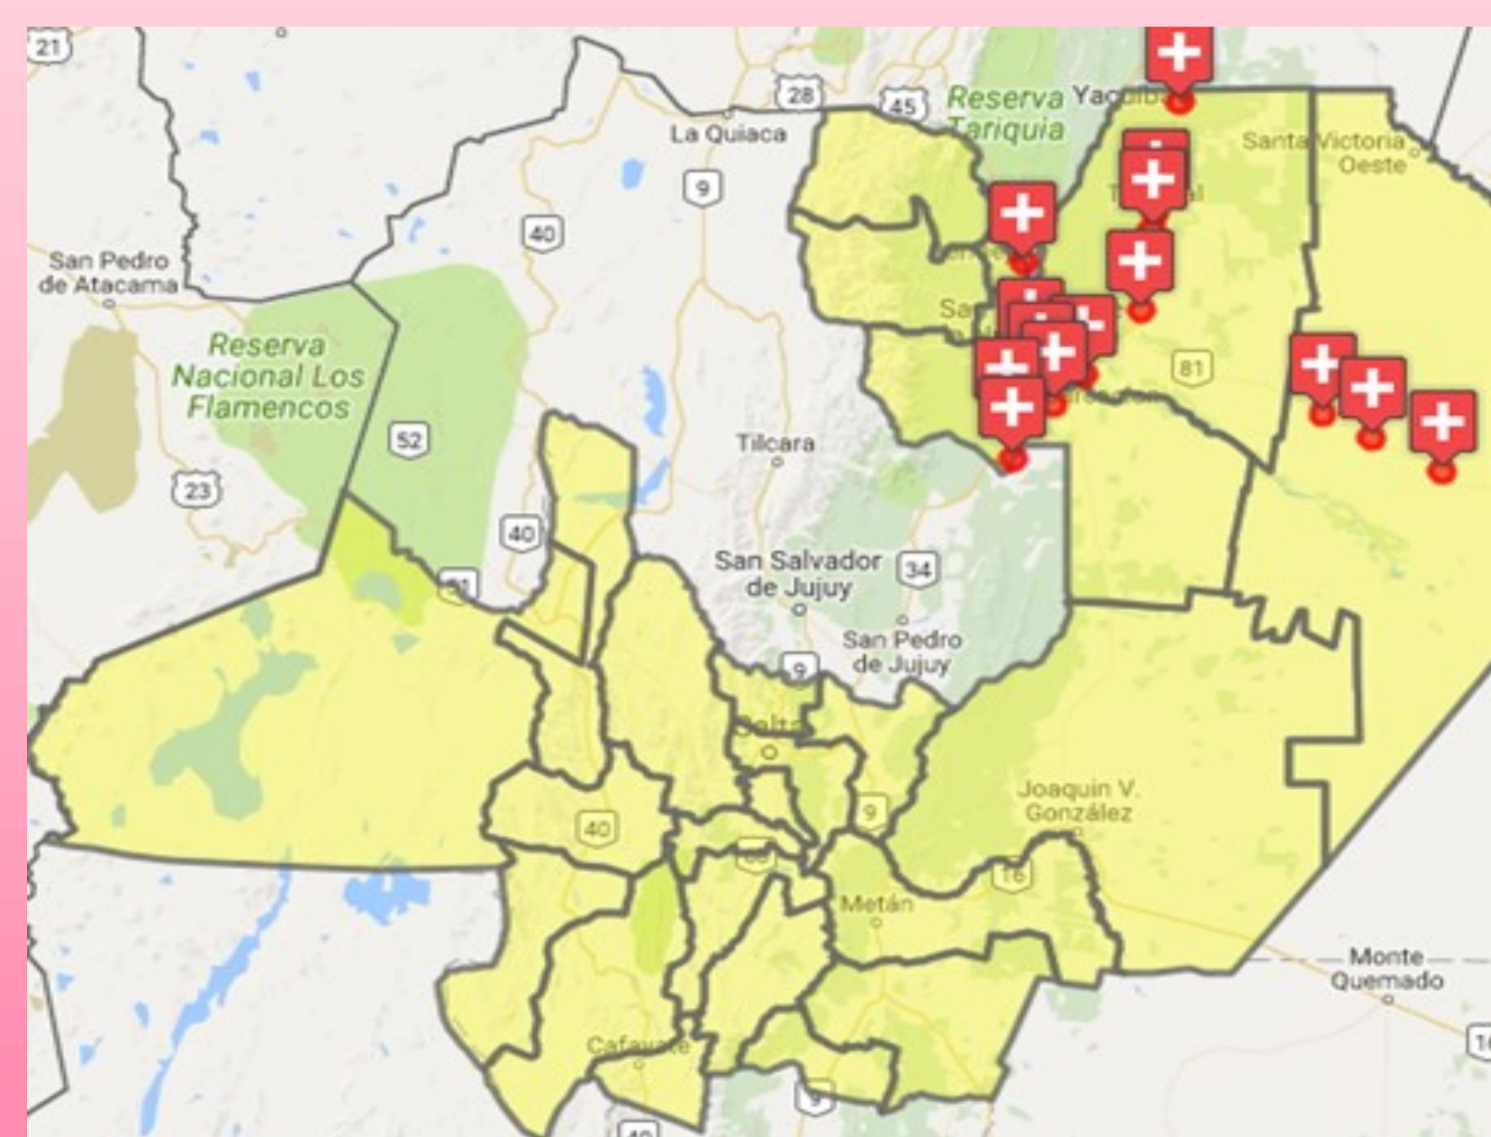 21
28
45
Reserva
Tariquia
La Quiaca
Santa Victoria
Oeste
9
40
San Pedro
de Atacama
Reserva
Nacional Los
Flamencos
81
52
Tilcara
23
40
San Salvador
de Jujuy
34
San Pedro
de Jujuy
9
Salta
Joaquin V.
González
9
40
16
Metán
Monte
Quemado
Cafayate
9
40